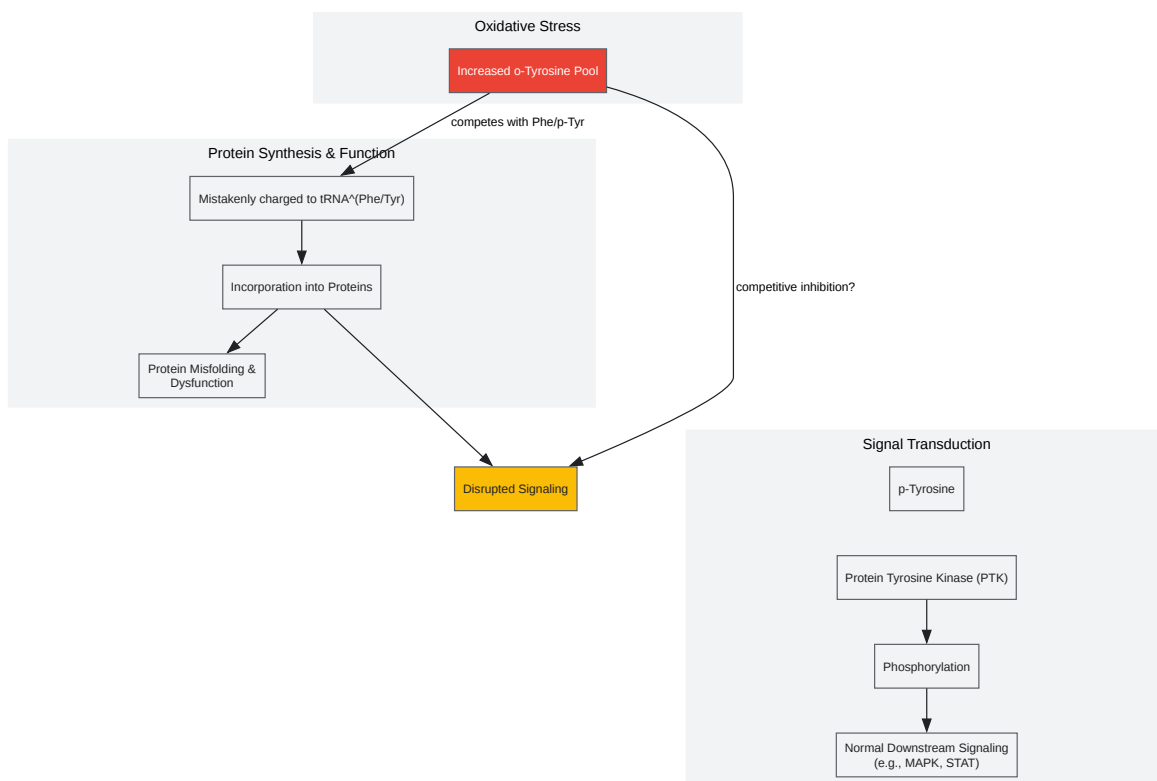 Oxidative Stress
Increased o-Tyrosine Pool
competes with Phe/p-Tyr
Protein Synthesis & Function
Mistakenly charged to tRNA^(Phe/Tyr)
Incorporation into Proteins
competitive inhibition?
Protein Misfolding &
Dysfunction
Disrupted Signaling
Signal Transduction
p-Tyrosine
Protein Tyrosine Kinase (PTK)
Phosphorylation
Normal Downstream Signaling
(e.g., MAPK, STAT)